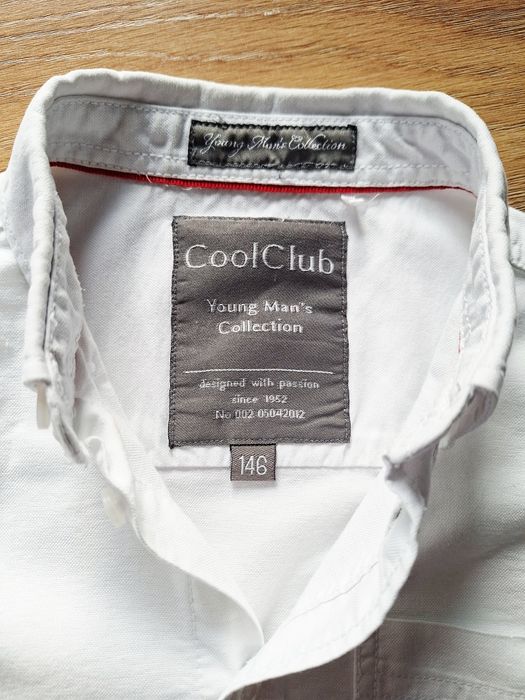 Young Man's Collection
CoolClub
Young Man's
Collection
designed with passion
since 1952
No 002 05042012
146